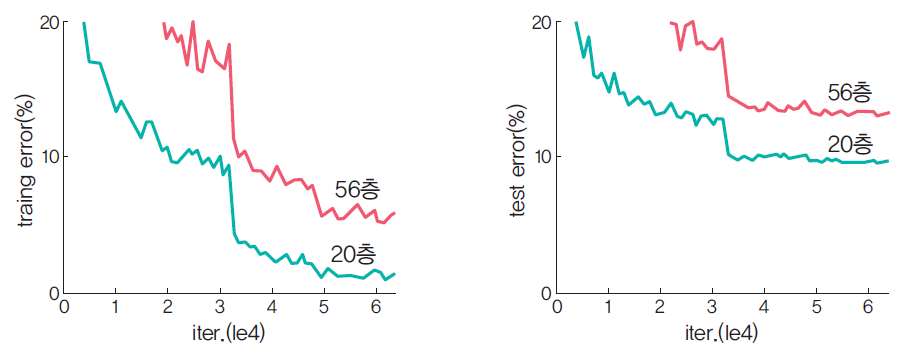 20
10
0
traing error(%)
56층
20층
0 1 2 3 4 5 6
iter.(le4)
20
10
0
test error(%)
56층
20층
0 1 2 3 4 5 6
iter.(le4)